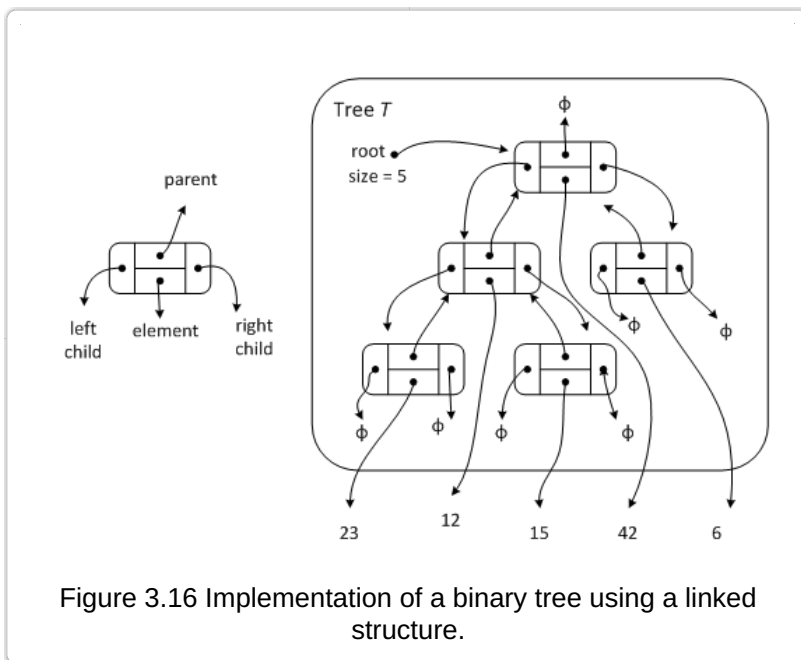 Tree T
ϕ
root
size = 5
parent
left
child
element
right
child
ϕ
ϕ
ϕ
ϕ
ϕ
ϕ
23
12
15
42
6
Figure 3.16 Implementation of a binary tree using a linked
structure.